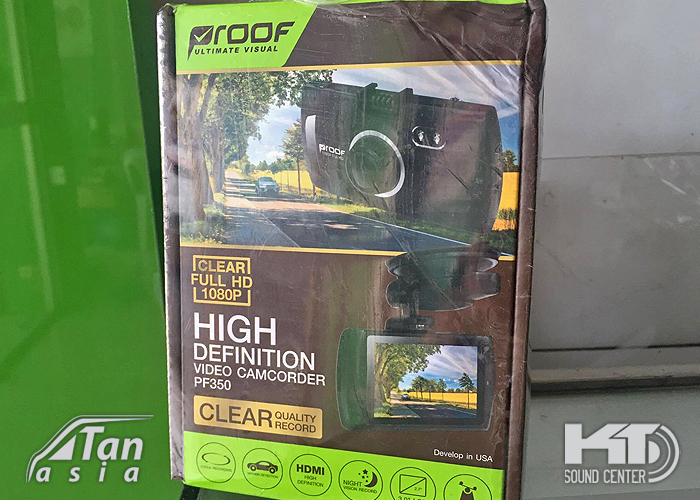 PROOF
ULTIMATE VISUAL
PROOF
CLEAR
FULL HD
1080P
HIGH
DEFINITION
VIDEO CAMCORDER
PF350
CLEAR QUALITY
RECORD
Develop in USA
HDMI
HIGH
DEFINITION
NIGHT
VISION RECORD
Tan
asia
KT
SOUND CENTER